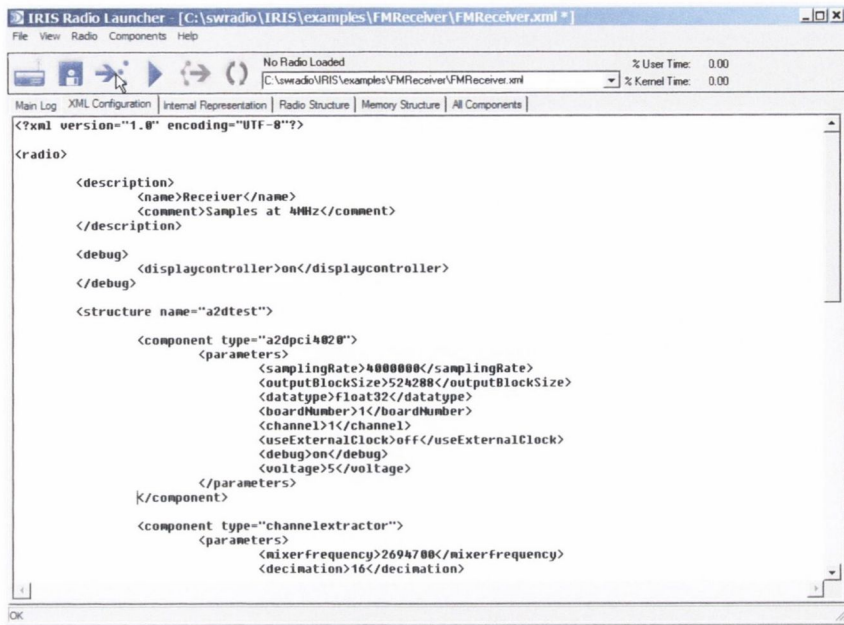 IRIS Radio Launcher - [C:\swradio\IRIS\examples\FMReceiver\FMReceiver.xml *]
File View Radio Components Help
No Radio Loaded
% User Time: 0.00
C:\swradio\IRIS\examples\FMReceiver\FMReceiver.xml
% Kernel Time: 0.00
Main Log XML Configuration Internal Representation Radio Structure Memory Structure All Components
<?xml version="1.0" encoding="UTF-8"?>
<radio>
<description>
<name>Receiver</name>
<comment>Samples at 4MHz</comment>
</description>
<debug>
<displaycontroller>on</displaycontroller>
</debug>
<structure name="a2dtest">
<component type="a2dpci4020">
<parameters>
<samplingRate>4000000</samplingRate>
<outputBlockSize>524288</outputBlockSize>
<datatype>float32</datatype>
<boardNumber>1</boardNumber>
<channel>1</channel>
<useExternalClock>off</useExternalClock>
<debug>on</debug>
<voltage>5</voltage>
</parameters>
</component>
<component type="channelextractor">
<parameters>
<mixerfrequency>2694700</mixerfrequency>
<decimation>16</decimation>
OK